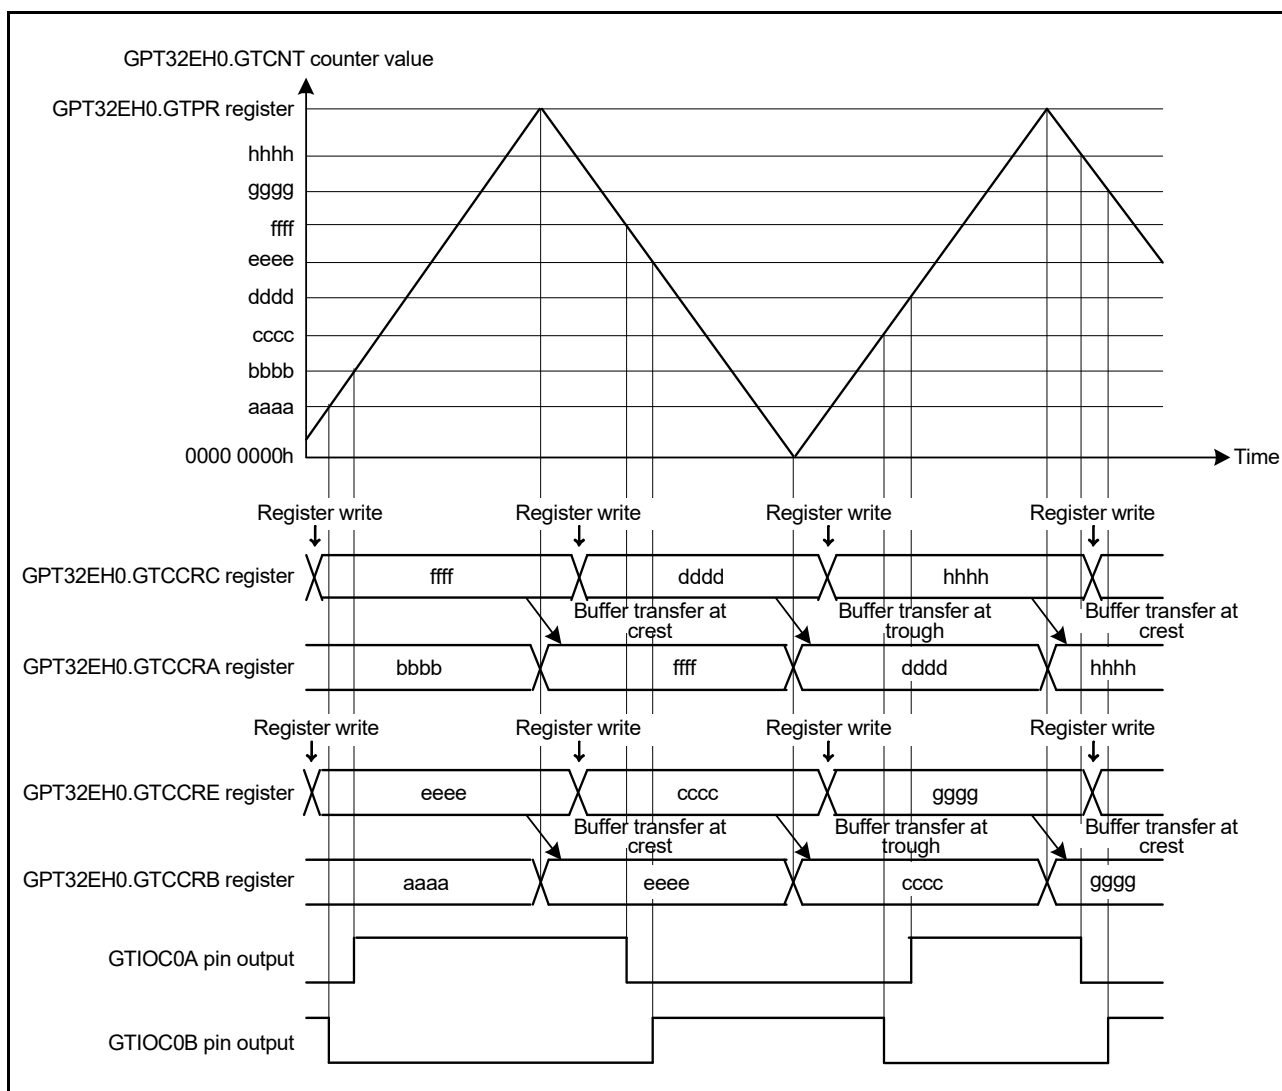 GPT32EH0.GTCNT counter value
GPT32EH0.GTPR register
hhhh
gggg
ffff
eeee
dddd
cccc
bbbb
aaaa
0000 0000h
Time
Register write Register write Register write Register write
GPT32EH0.GTCCRC register ffff dddd hhhh
Buffer transfer at crest Buffer transfer at trough Buffer transfer at crest
GPT32EH0.GTCCRA register bbbb ffff dddd hhhh
Register write Register write Register write Register write
GPT32EH0.GTCCRE register eeee cccc gggg
Buffer transfer at crest Buffer transfer at trough Buffer transfer at crest
GPT32EH0.GTCCRB register aaaa eeee cccc gggg
GTIOC0A pin output
GTIOC0B pin output